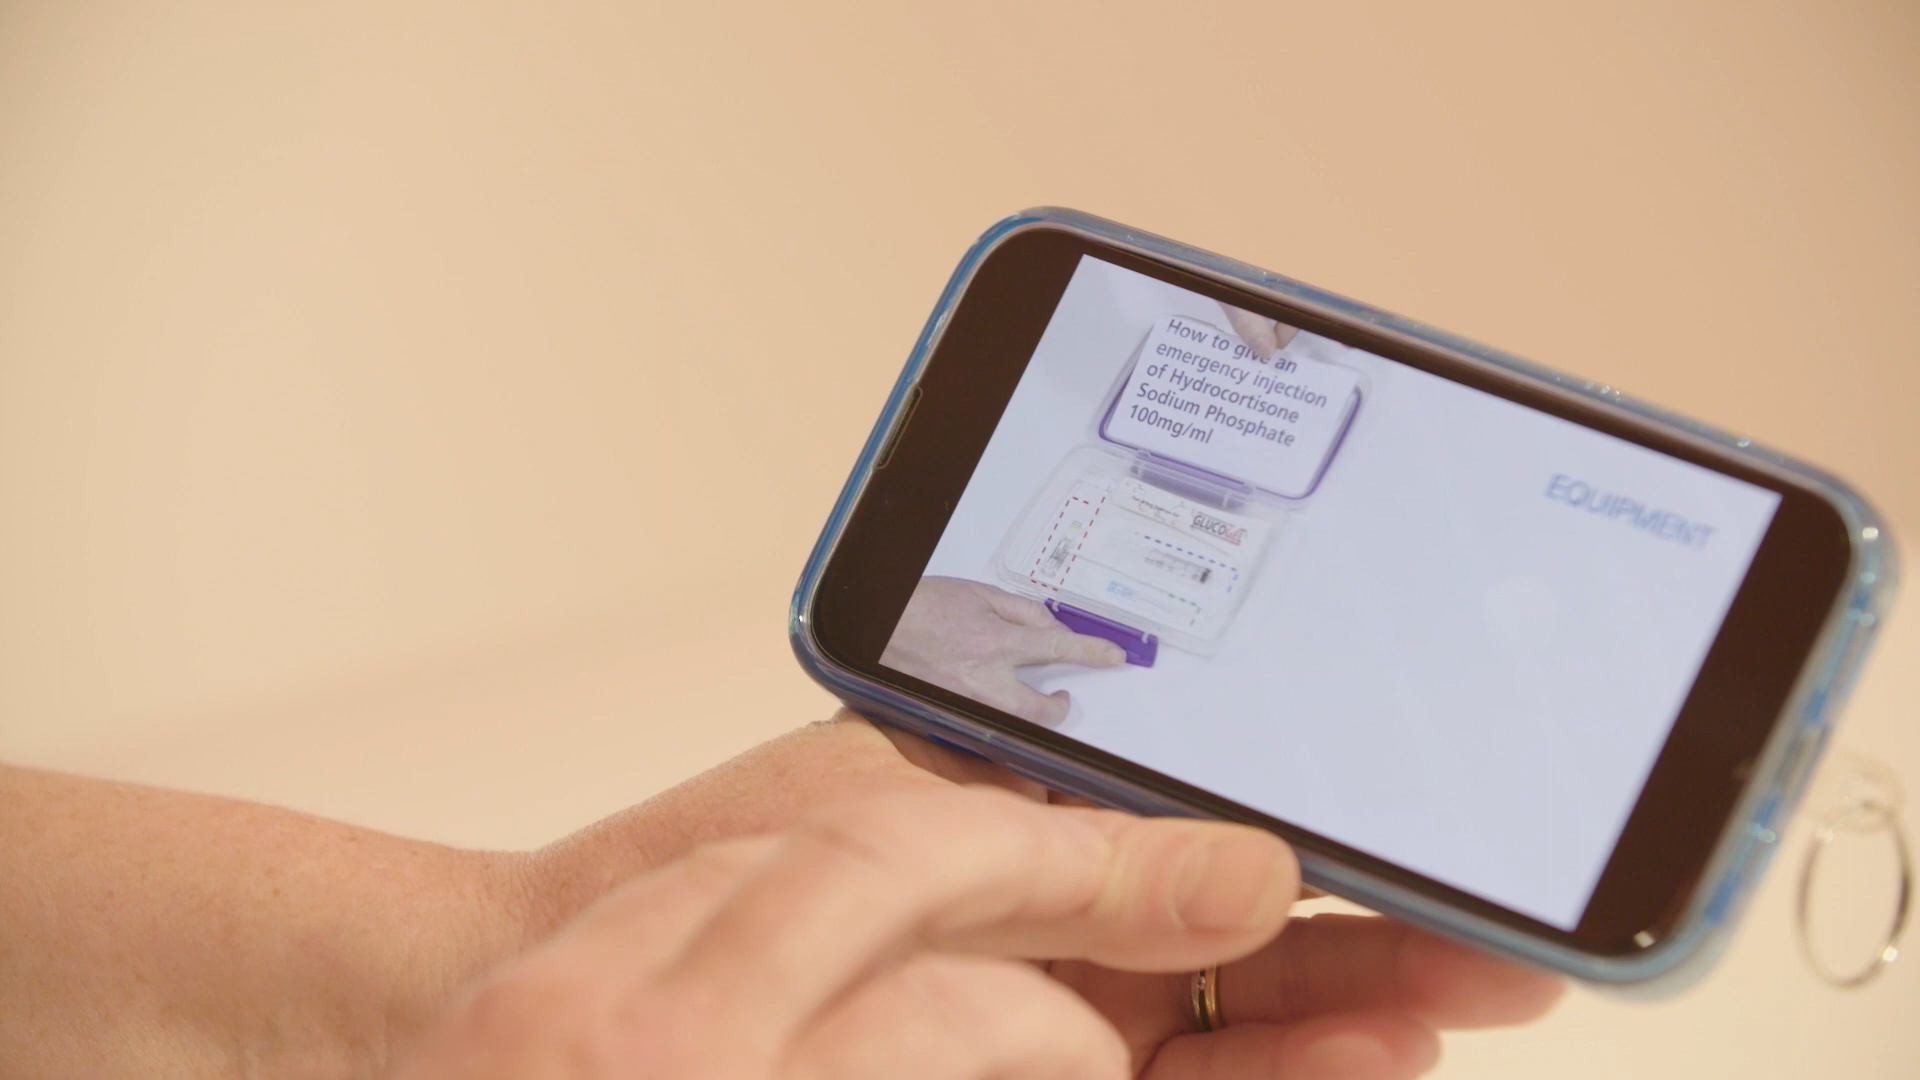 How to give an
emergency injection
of Hydrocortisone
Sodium Phosphate
100mg/ml
GLUCOGEL
EQUIPMENT